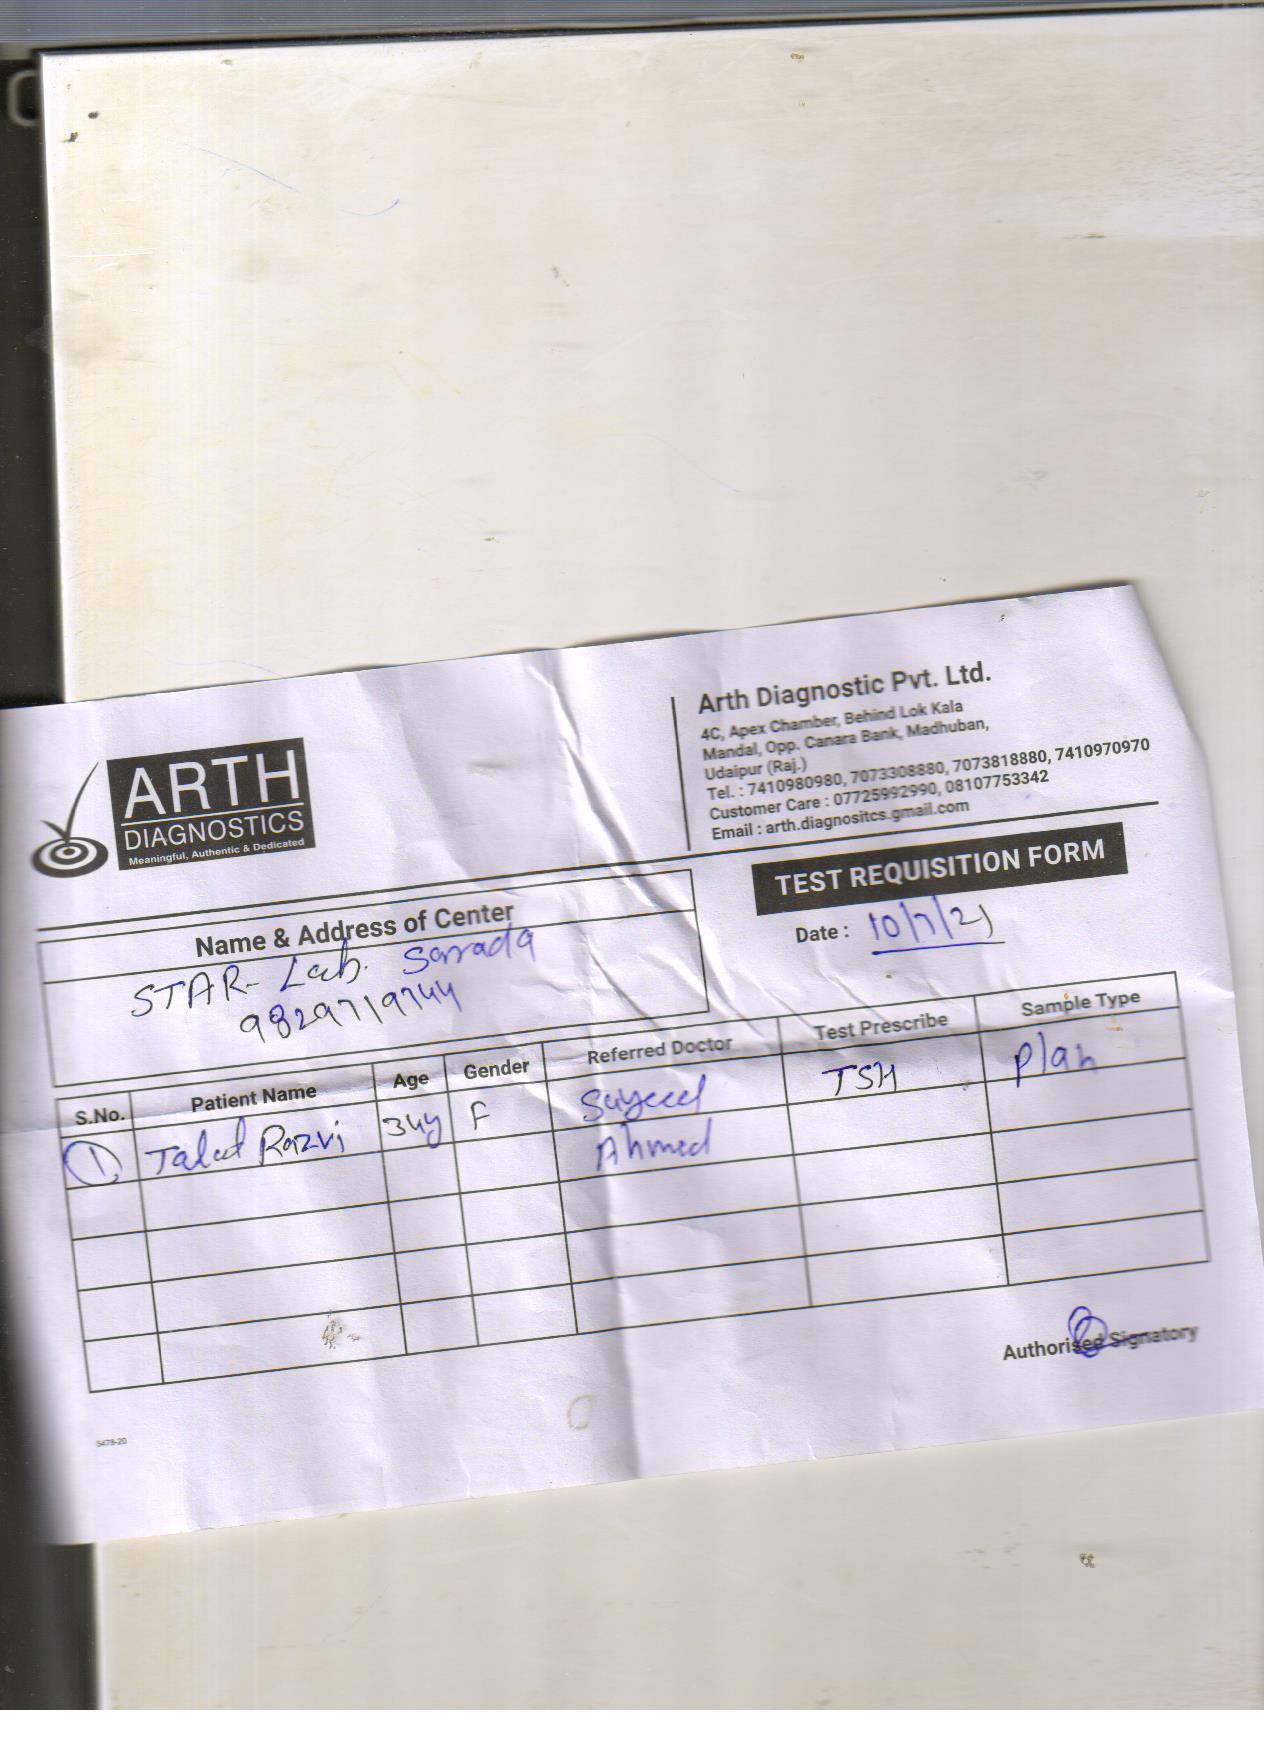 ARTH
DIAGNOSTICS
Meaningful, Authentic & Dedicated
Arth Diagnostic Pvt. Ltd.
4C, Apex Chamber, Behind Lok Kala
Mandal, Opp. Canara Bank, Madhuban,
Udaipur (Raj.)
Tel. : 7410980980, 7073308880, 7073818880, 7410970970
Customer Care : 07725992990, 08107753342
Email : arth.diagnositcs.gmail.com
TEST REQUISITION FORM
Date : 10/7/21
Name & Address of Center
STAR- Lab. Sarrada
9829719744
S.No. Patient Name Age Gender Referred Doctor Test Prescribe Sample Type
1 Razvi 34y F Sayeed TSH Plan
Ahmed
Authorised Signatory
5478-20